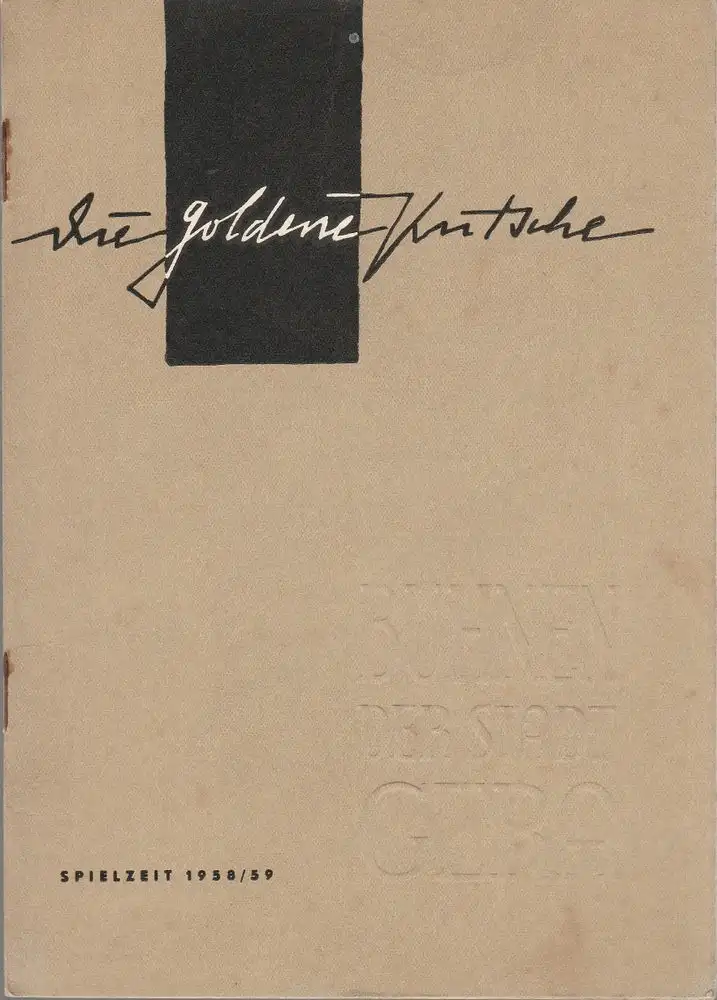 die goldene Kutsche
BÜHNEN
DER STADT
GERA
SPIELZEIT 1958/59